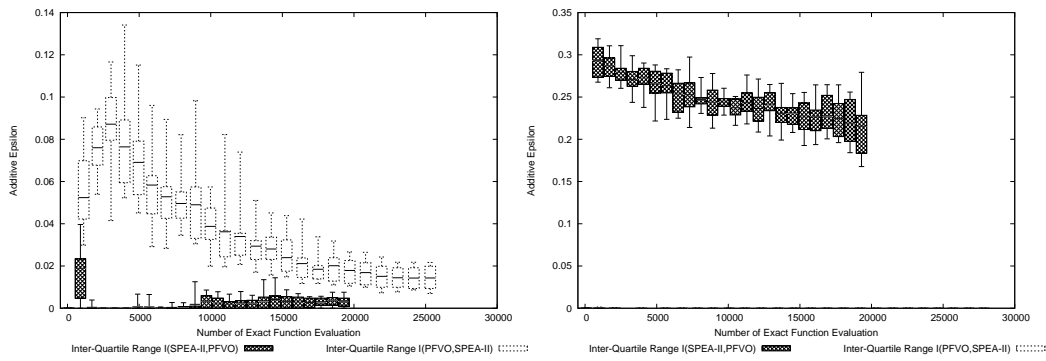 0.14
0.12
0.1
0.08
0.06
0.04
0.02
0
Additive Epsilon
0 5000 10000 15000 20000 25000 30000
Number of Exact Function Evaluation
Inter-Quartile Range I(SPEA-II,PFVO)
Inter-Quartile Range I(PFVO,SPEA-II)
0.35
0.3
0.25
0.2
0.15
0.1
0.05
0
Additive Epsilon
0 5000 10000 15000 20000 25000 30000
Number of Exact Function Evaluation
Inter-Quartile Range I(SPEA-II,PFVO)
Inter-Quartile Range I(PFVO,SPEA-II)